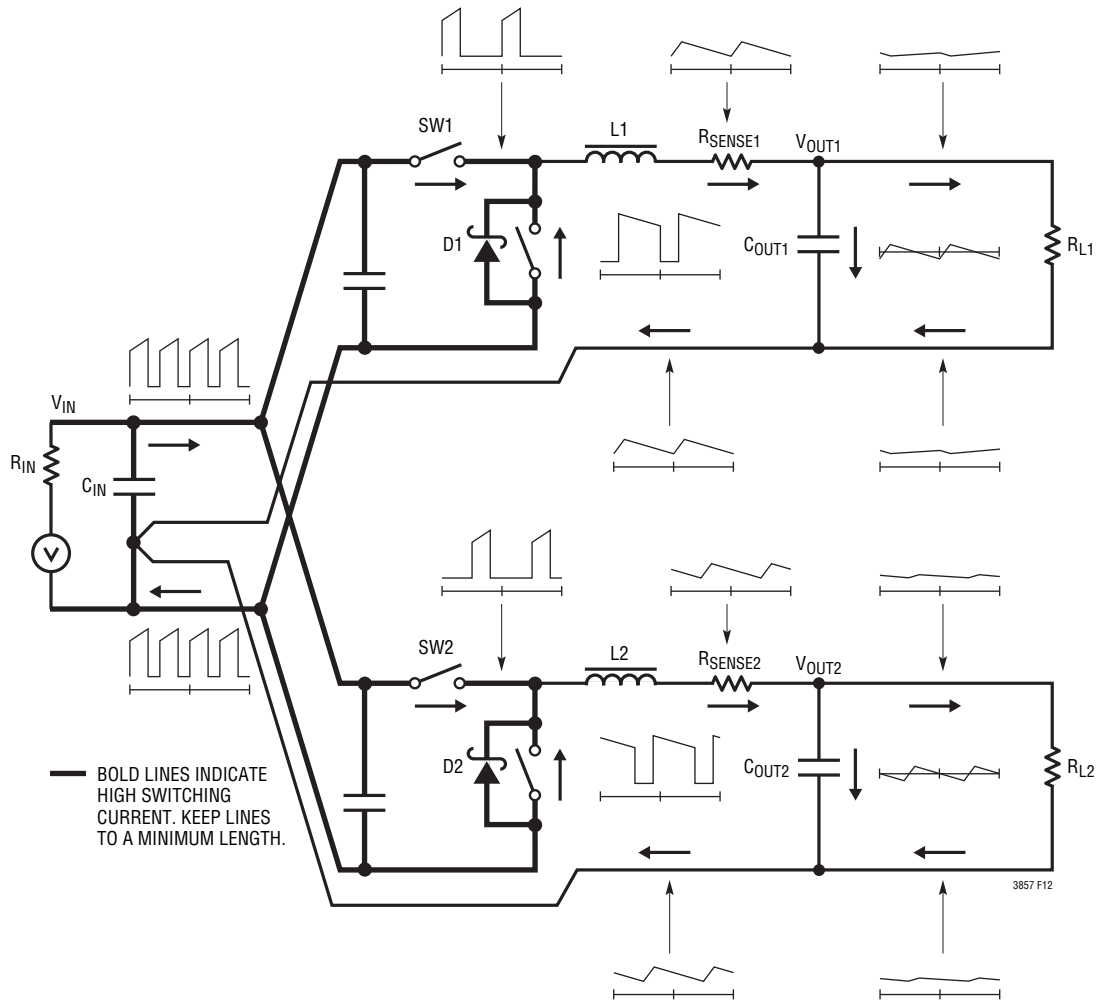 SW1
L1
RSENSE1
VOUT1
D1
COUT1
RL1
VIN
RIN
CIN
V
SW2
L2
RSENSE2
VOUT2
D2
COUT2
RL2
BOLD LINES INDICATE
HIGH SWITCHING
CURRENT. KEEP LINES
TO A MINIMUM LENGTH.
3857 F12